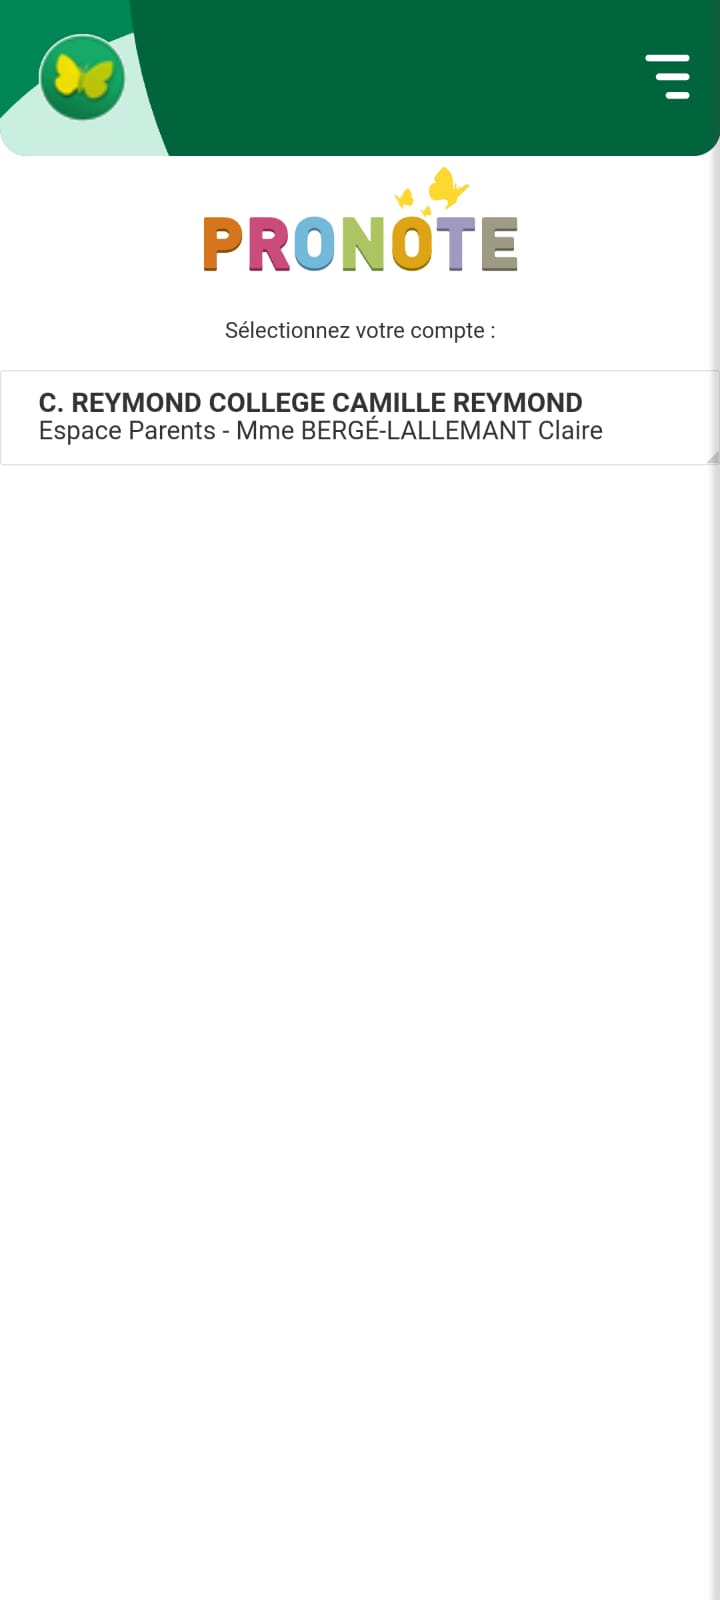 PRONOTE
Sélectionnez votre compte :
C. REYMOND COLLEGE CAMILLE REYMOND
Espace Parents - Mme BERGÉ-LALLEMANT Claire